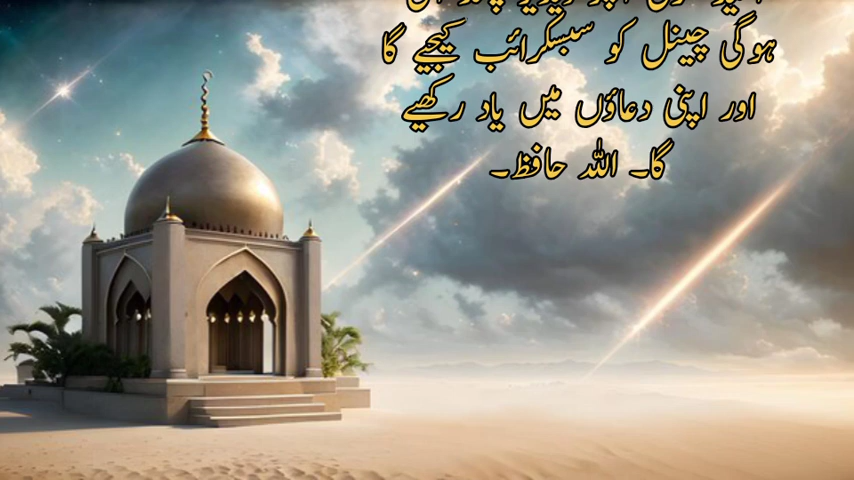 ہوگی چینل کو سبسکرائب کیجیے گا
اور اپنی دعاؤں میں یاد رکھیے
گا۔ اللہ حافظ۔